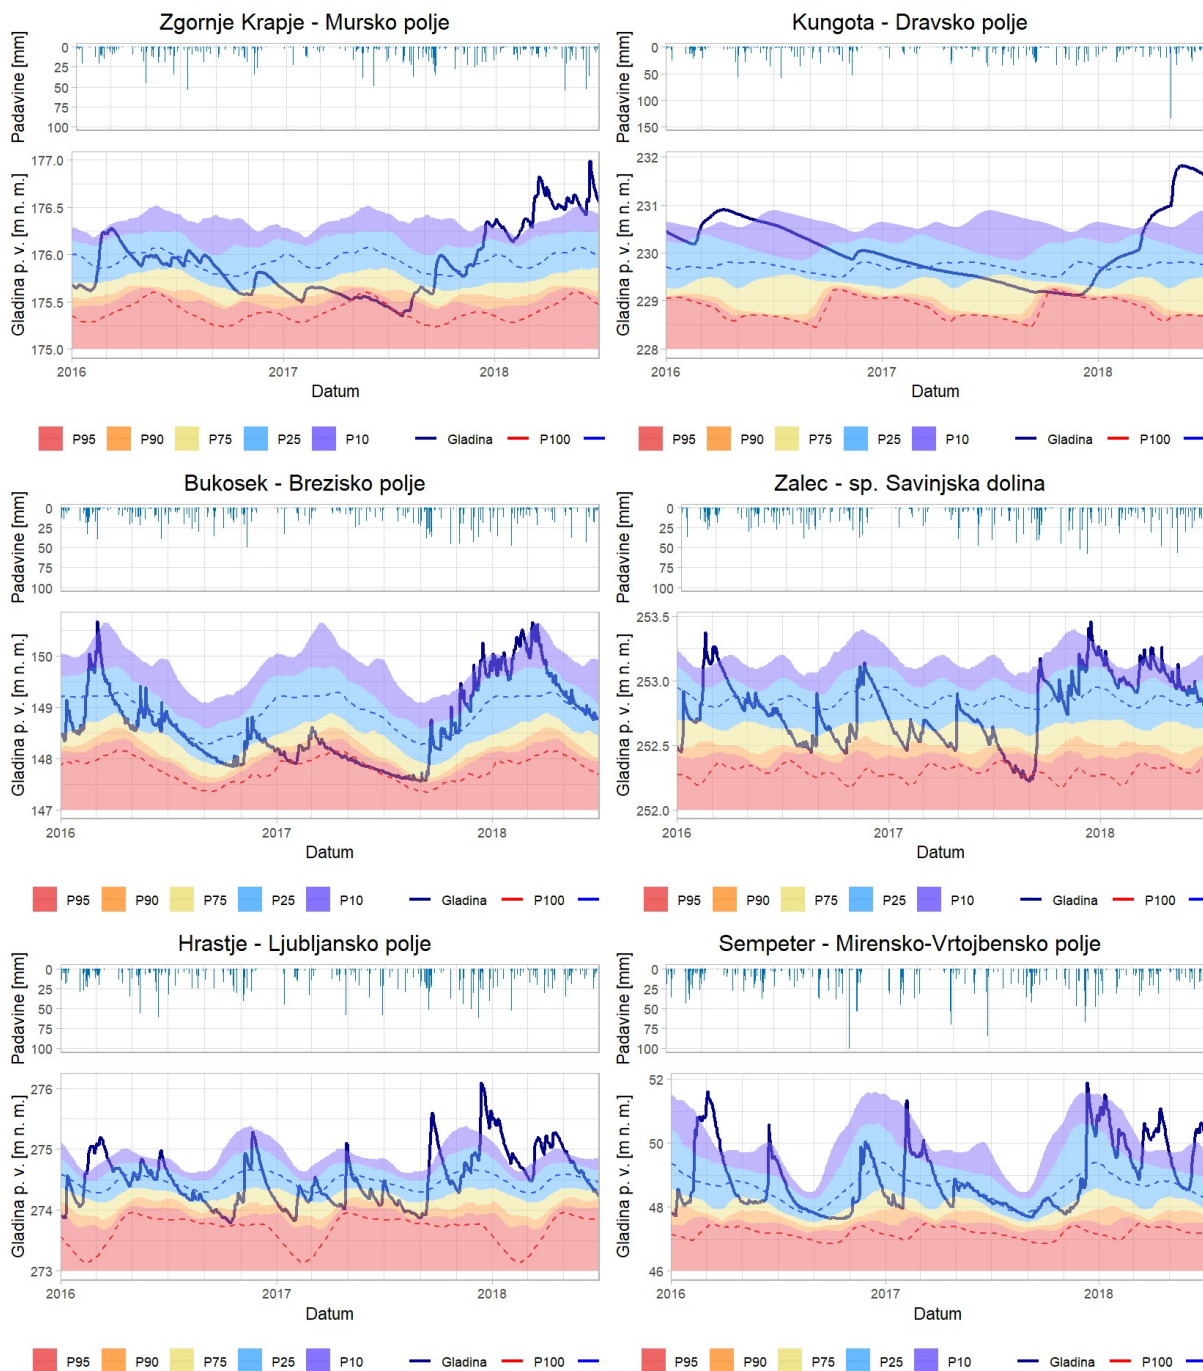 Zgornje Krapje - Mursko polje
Padavine [mm]
0
25
50
75
100
Gladina p. v. [m n. m.]
177.0
176.5
176.0
175.5
175.0
2016
2017
2018
Datum
P95
P90
P75
P25
P10
Gladina
P100
Kungota - Dravsko polje
Padavine [mm]
0
50
100
150
Gladina p. v. [m n. m.]
232
231
230
229
228
2016
2017
2018
Datum
P95
P90
P75
P25
P10
Gladina
P100
Bukosek - Brezisko polje
Padavine [mm]
0
25
50
75
100
Gladina p. v. [m n. m.]
150
149
148
147
2016
2017
2018
Datum
P95
P90
P75
P25
P10
Gladina
P100
Zalec - sp. Savinjska dolina
Padavine [mm]
0
25
50
75
100
Gladina p. v. [m n. m.]
253.5
253.0
252.5
252.0
2016
2017
2018
Datum
P95
P90
P75
P25
P10
Gladina
P100
Hrastje - Ljubljansko polje
Padavine [mm]
0
25
50
75
100
Gladina p. v. [m n. m.]
276
275
274
273
2016
2017
2018
Datum
P95
P90
P75
P25
P10
Gladina
P100
Sempeter - Mirensko-Vrtojbensko polje
Padavine [mm]
0
25
50
75
100
Gladina p. v. [m n. m.]
52
50
48
46
2016
2017
2018
Datum
P95
P90
P75
P25
P10
Gladina
P100